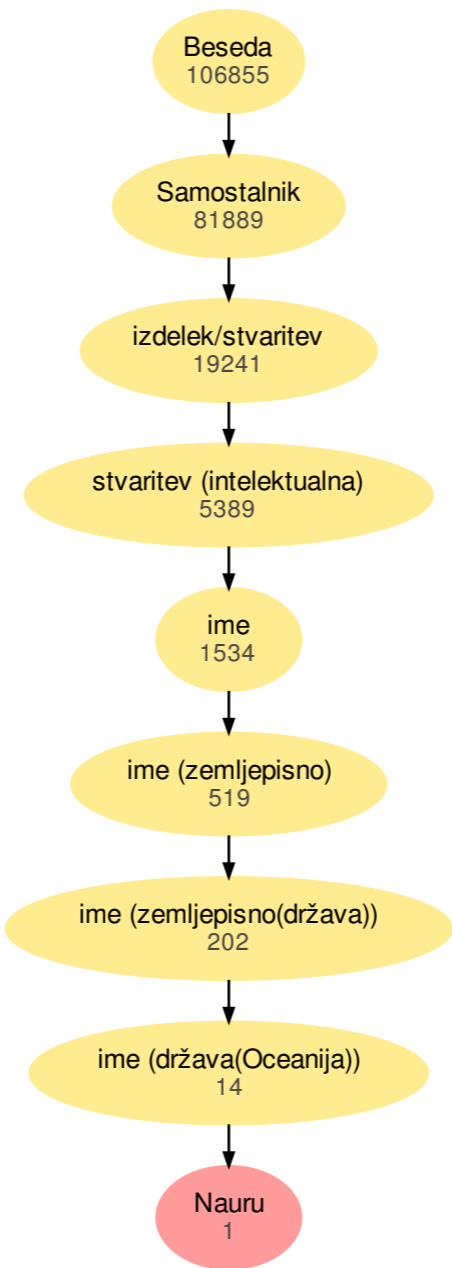 Beseda
106855
Samostalnik
81889
izdelek/stvaritev
19241
stvaritev (intelektualna)
5389
ime
1534
ime (zemljepisno)
519
ime (zemljepisno(država))
202
ime (država(Oceanija))
14
Nauru
1